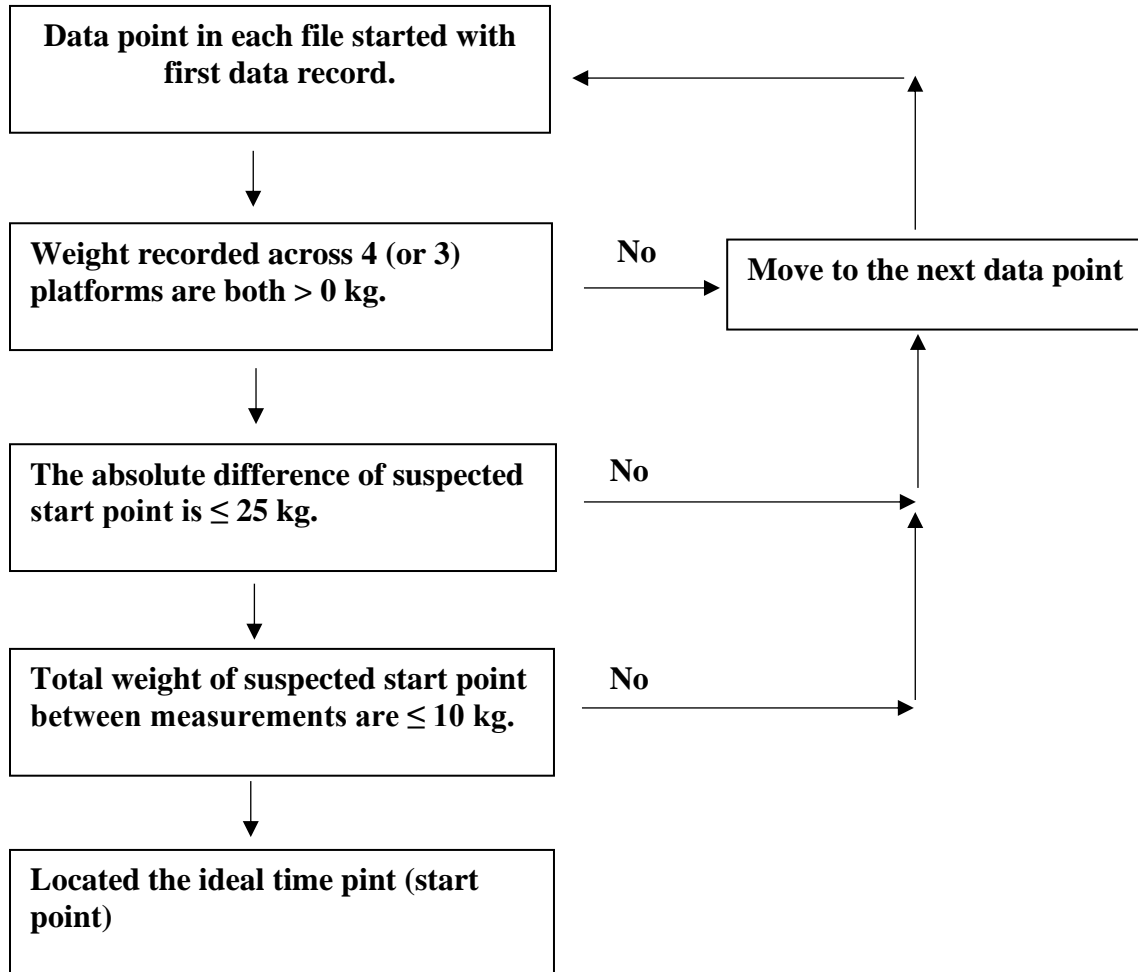 Data point in each file started with
first data record.
Weight recorded across 4 (or 3)
platforms are both > 0 kg.
No
Move to the next data point
The absolute difference of suspected
start point is ≤ 25 kg.
No
Total weight of suspected start point
between measurements are ≤ 10 kg.
No
Located the ideal time pint (start
point)